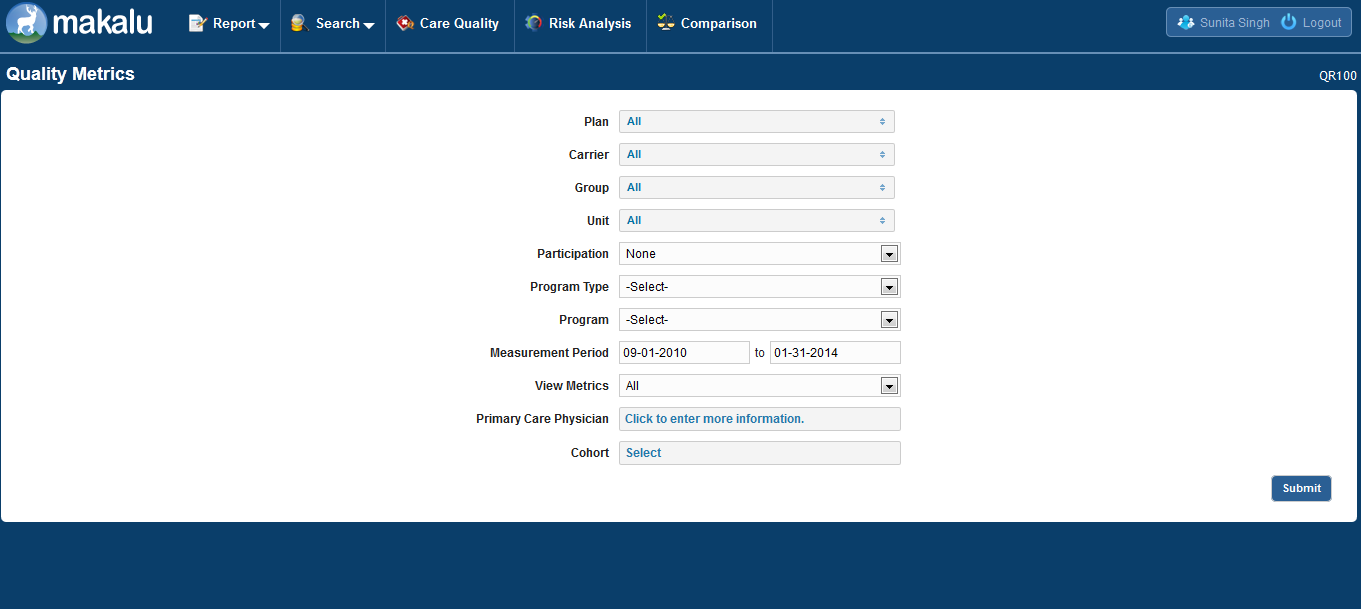 makalu Report Search Care Quality Risk Analysis Comparison Sunita Singh Logout
Quality Metrics QR100
Plan All
Carrier All
Group All
Unit All
Participation None
Program Type -Select-
Program -Select-
Measurement Period 09-01-2010 to 01-31-2014
View Metrics All
Primary Care Physician Click to enter more information.
Cohort Select
Submit